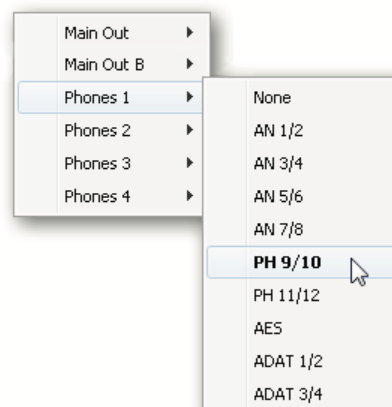 Main Out
Main Out B
Phones 1
Phones 2
Phones 3
Phones 4
None
AN 1/2
AN 3/4
AN 5/6
AN 7/8
PH 9/10
PH 11/12
AES
ADAT 1/2
ADAT 3/4